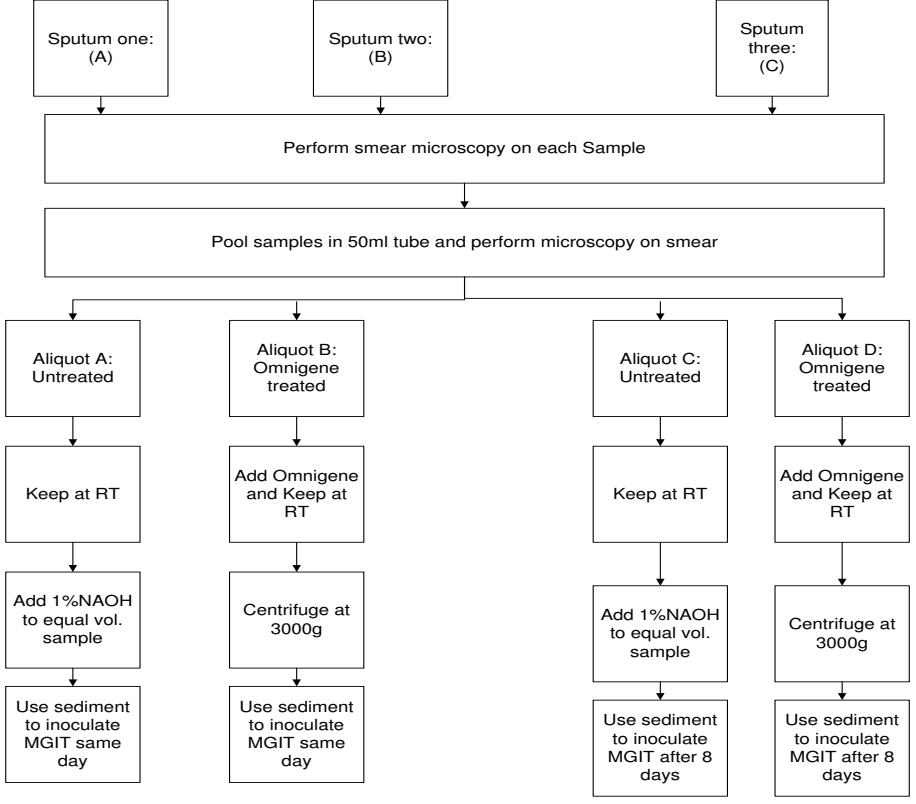 Sputum one:
(A)
Sputum two:
(B)
Sputum
three:
(C)
Perform smear microscopy on each Sample
Pool samples in 50ml tube and perform microscopy on smear
Aliquot A:
Untreated
Aliquot B:
Omnigene
treated
Aliquot C:
Untreated
Aliquot D:
Omnigene
treated
Keep at RT
Add Omnigene
and Keep at
RT
Keep at RT
Add Omnigene
and Keep at
RT
Add 1%NAOH
to equal vol.
sample
Centrifuge at
3000g
Add 1%NAOH
to equal vol.
sample
Centrifuge at
3000g
Use sediment
to inoculate
MGIT same
day
Use sediment
to inoculate
MGIT same
day
Use sediment
to inoculate
MGIT after 8
days
Use sediment
to inoculate
MGIT after 8
days